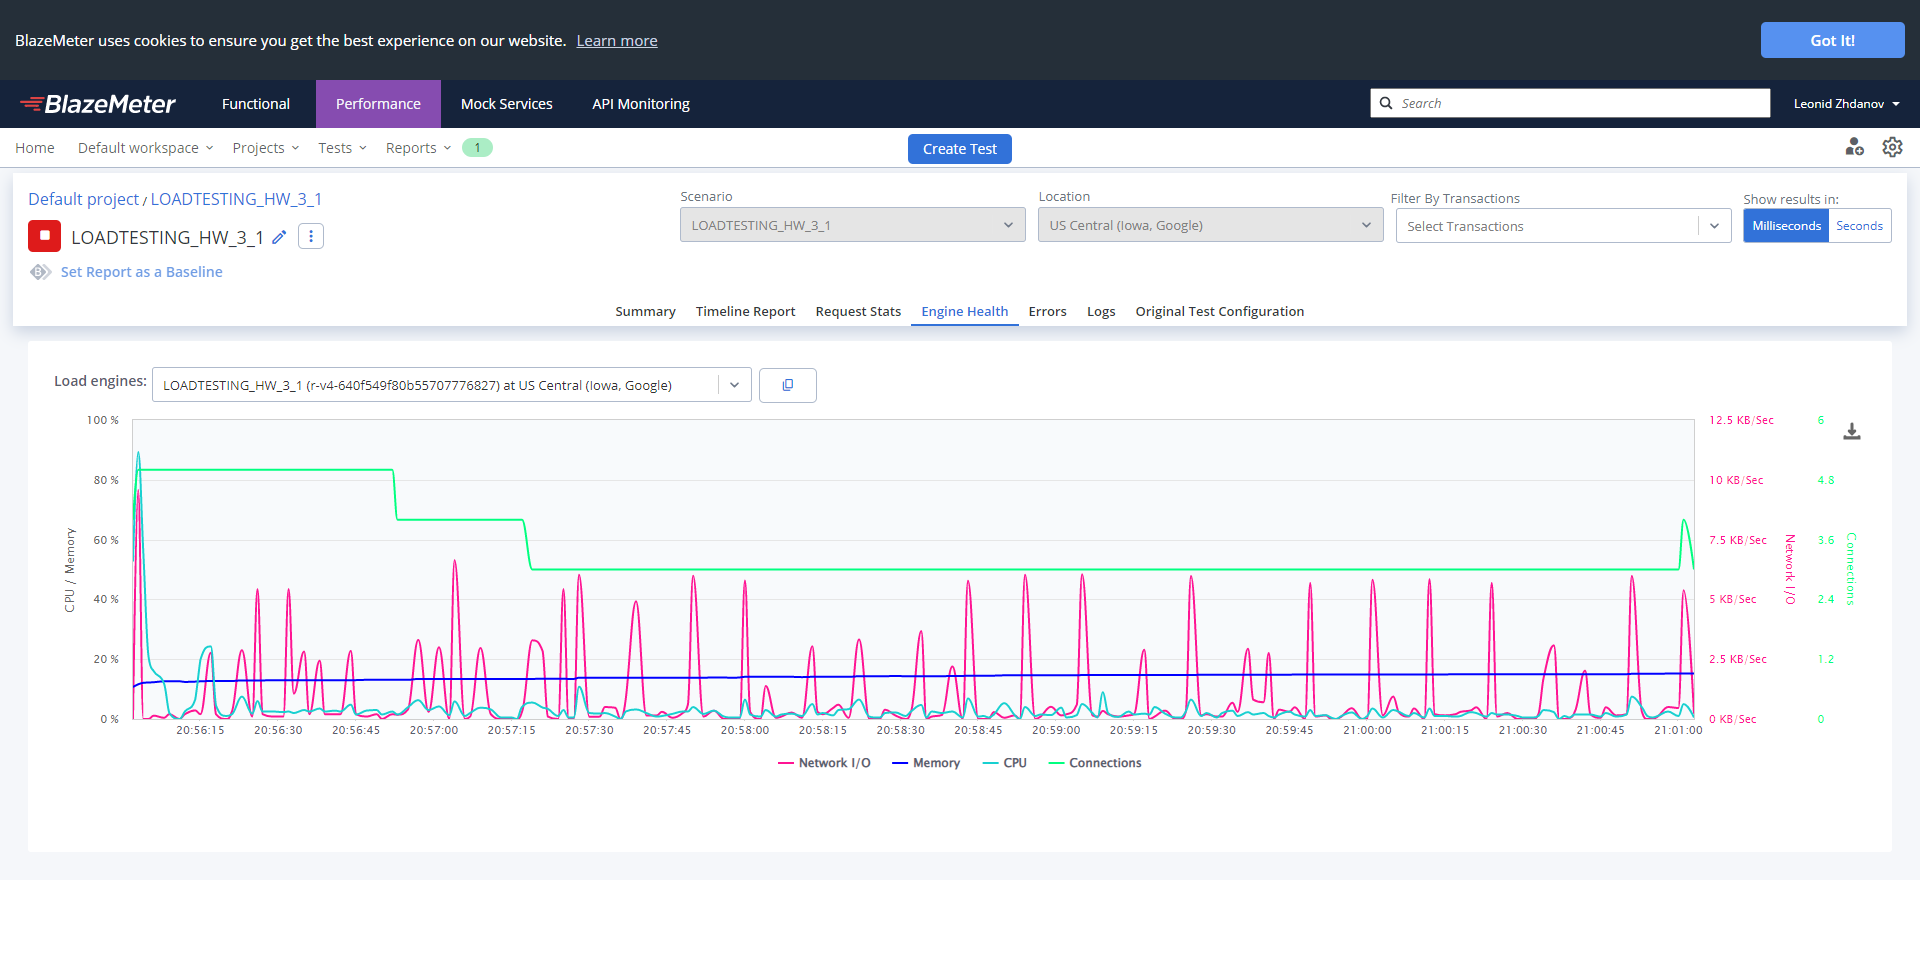 BlazeMeter uses cookies to ensure you get the best experience on our website. Learn more
Got It!
BlazeMeter
Functional
Performance
Mock Services
API Monitoring
Search
Leonid Zhdanov
Home
Default workspace
Projects
Tests
Reports
1
Create Test
Default project / LOADTESTING_HW_3_1
LOADTESTING_HW_3_1
Set Report as a Baseline
Scenario
LOADTESTING_HW_3_1
Location
US Central (Iowa, Google)
Filter By Transactions
Select Transactions
Show results in:
Milliseconds
Seconds
Summary
Timeline Report
Request Stats
Engine Health
Errors
Logs
Original Test Configuration
Load engines:
LOADTESTING_HW_3_1 (r-v4-640f549f80b55707776827) at US Central (Iowa, Google)
100 %
80 %
60 %
40 %
20 %
0 %
CPU / Memory
12.5 KB/Sec
10 KB/Sec
7.5 KB/Sec
5 KB/Sec
2.5 KB/Sec
0 KB/Sec
Network I/O
6
4.8
3.6
2.4
1.2
0
Connections
20:56:15
20:56:30
20:56:45
20:57:00
20:57:15
20:57:30
20:57:45
20:58:00
20:58:15
20:58:30
20:58:45
20:59:00
20:59:15
20:59:30
20:59:45
21:00:00
21:00:15
21:00:30
21:00:45
21:01:00
Network I/O
Memory
CPU
Connections